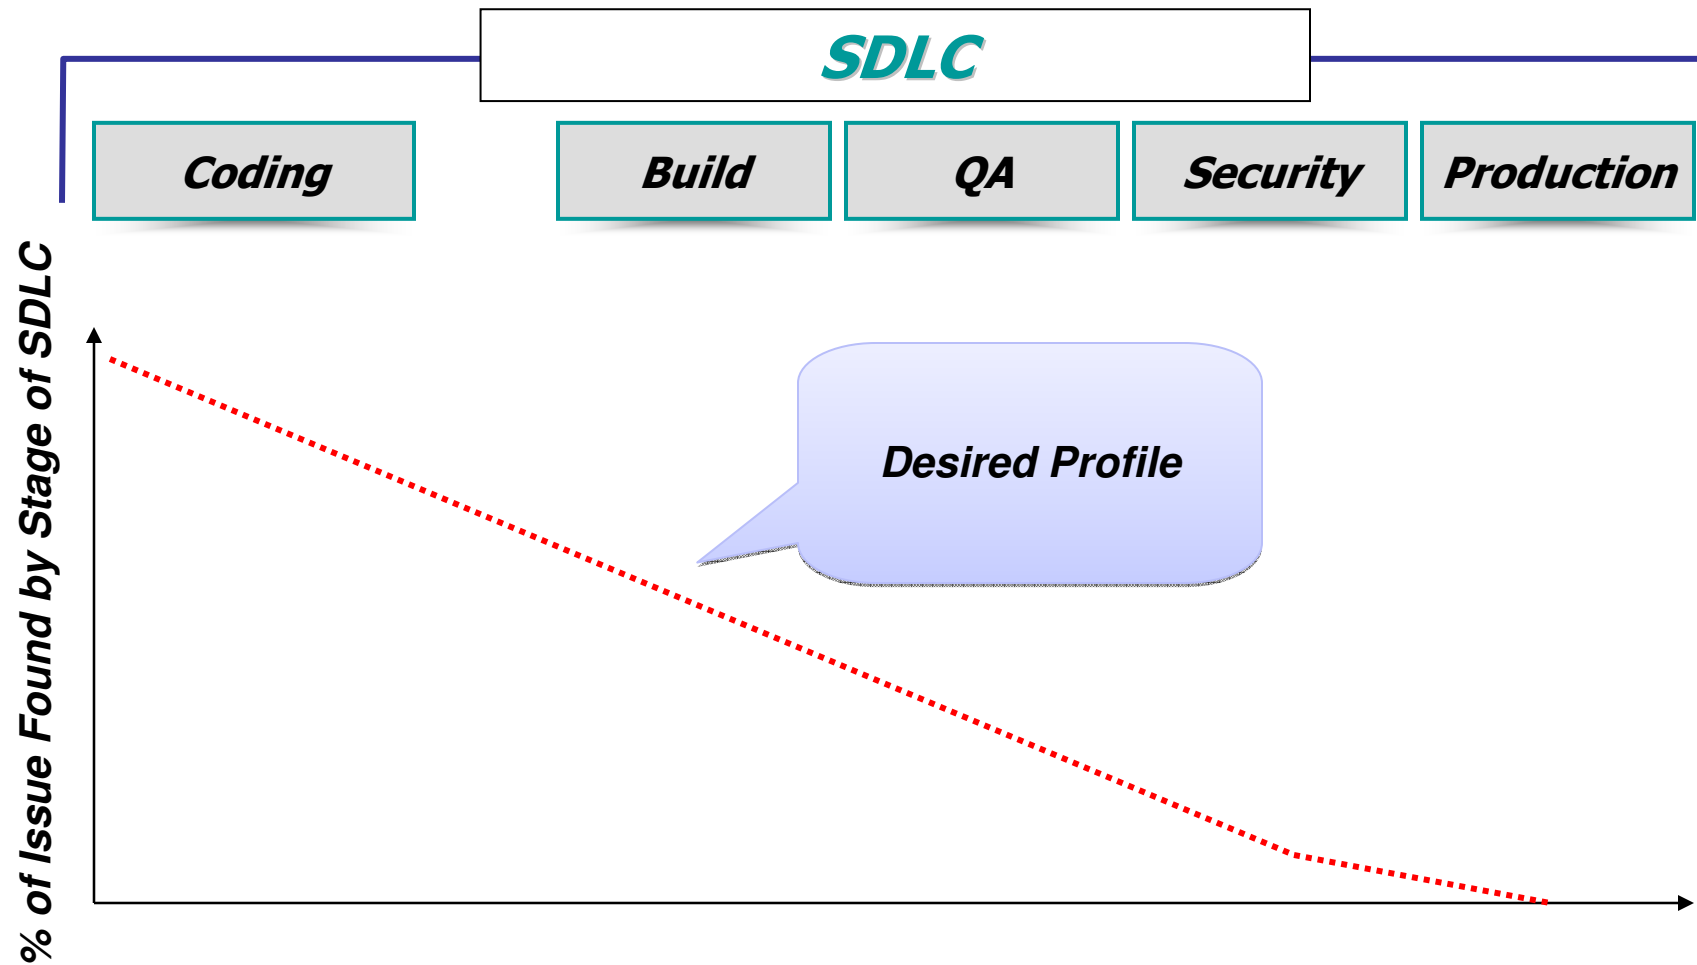 SDLC
Coding
Build
QA
Security
Production
% of Issue Found by Stage of SDLC
Desired Profile